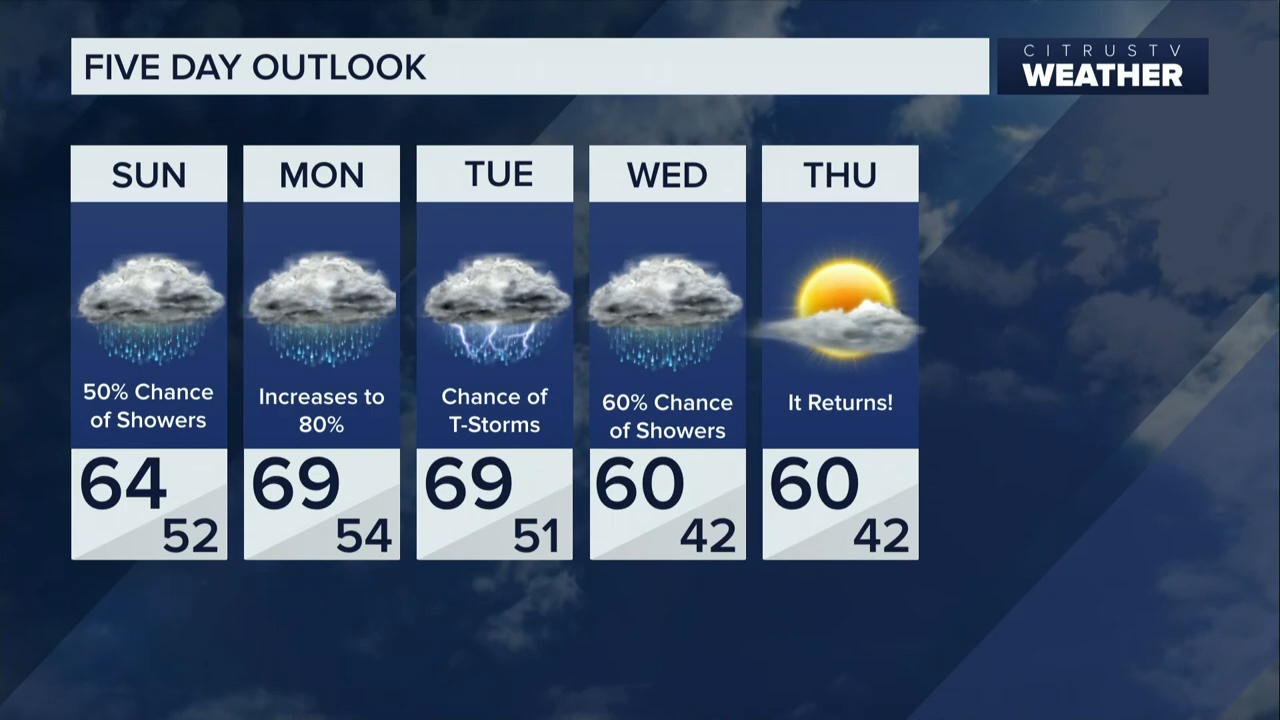 FIVE DAY OUTLOOK
CITRUSTV
WEATHER
SUN
50% Chance
of Showers
64
52
MON
Increases to
80%
69
54
TUE
Chance of
T-Storms
69
51
WED
60% Chance
of Showers
60
42
THU
It Returns!
60
42